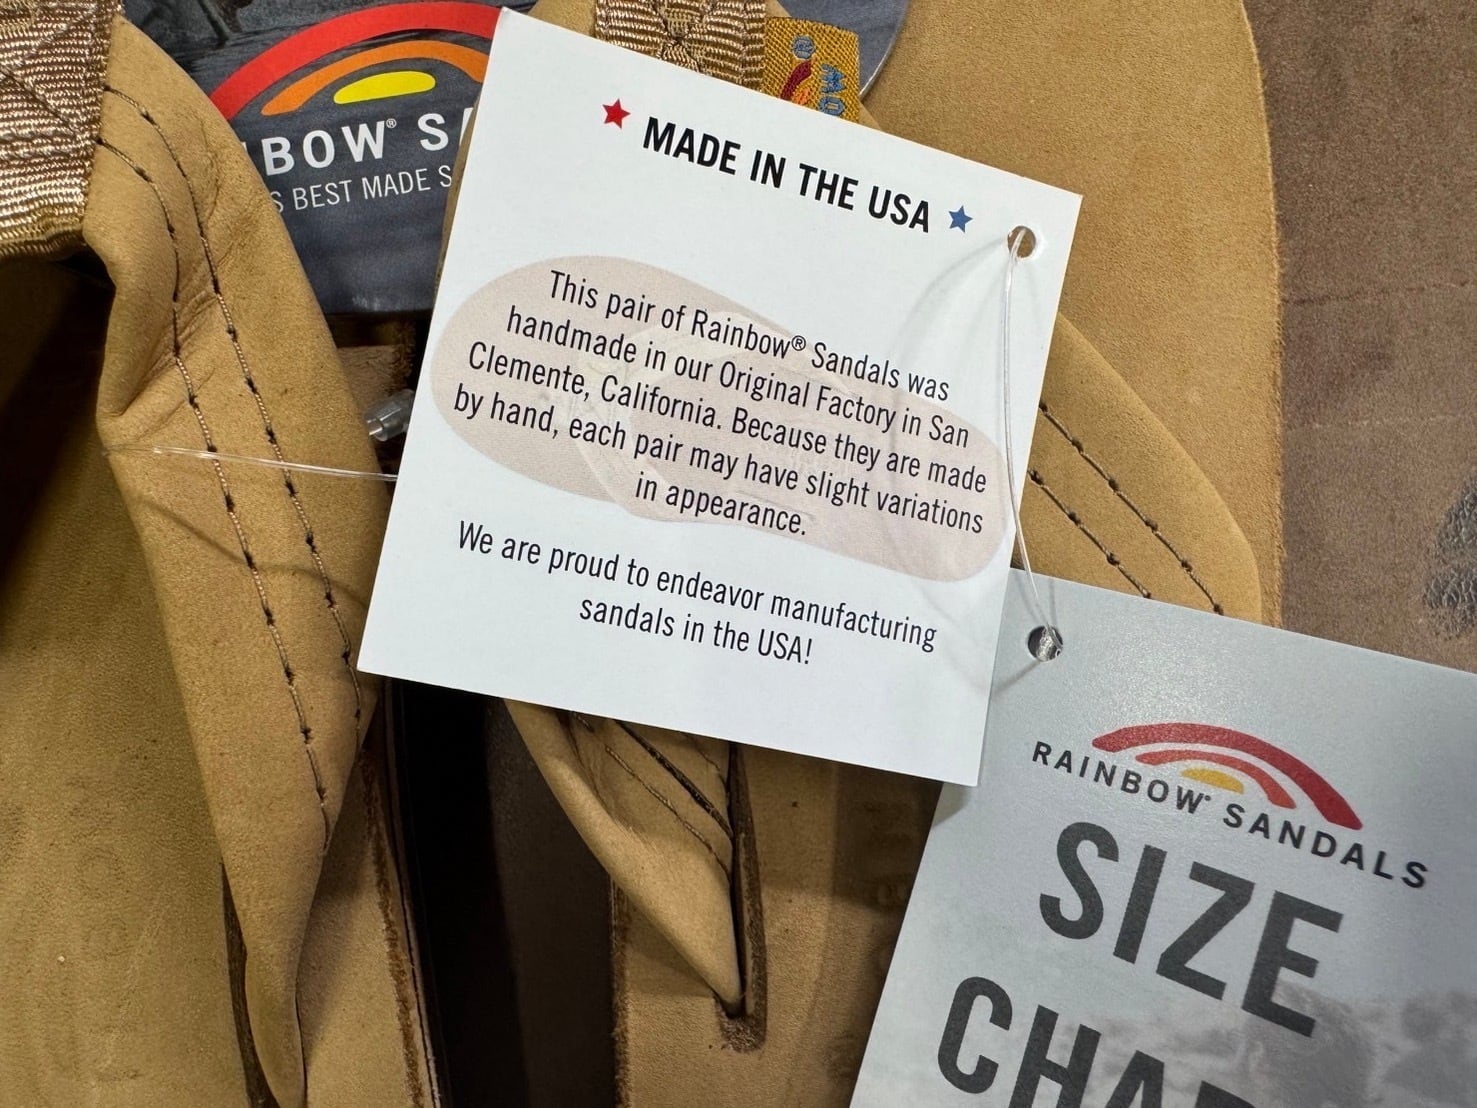 BOW® SA
S BEST MADE S
MADE IN THE USA
This pair of Rainbow® Sandals was
handmade in our Original Factory in San
Clemente, California. Because they are made
by hand, each pair may have slight variations
in appearance.
We are proud to endeavor manufacturing
sandals in the USA!
RAINBOW® SANDALS
SIZE